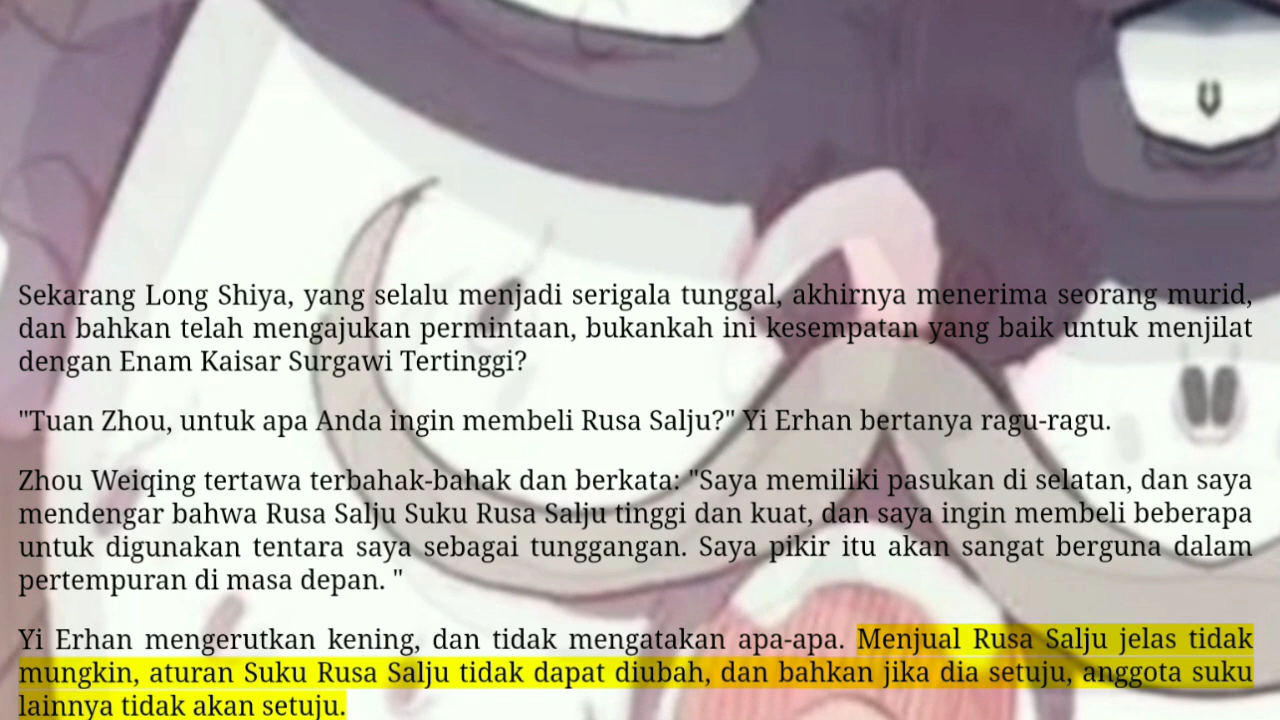 Sekarang Long Shiya, yang selalu menjadi serigala tunggal, akhirnya menerima seorang murid,
dan bahkan telah mengajukan permintaan, bukankah ini kesempatan yang baik untuk menjilat
dengan Enam Kaisar Surgawi Tertinggi?
"Tuan Zhou, untuk apa Anda ingin membeli Rusa Salju?" Yi Erhan bertanya ragu-ragu.
Zhou Weiqing tertawa terbahak-bahak dan berkata: "Saya memiliki pasukan di selatan, dan saya
mendengar bahwa Rusa Salju Suku Rusa Salju tinggi dan kuat, dan saya ingin membeli beberapa
untuk digunakan tentara saya sebagai tunggangan. Saya pikir itu akan sangat berguna dalam
pertempuran di masa depan. "
Yi Erhan mengerutkan kening, dan tidak mengatakan apa-apa. Menjual Rusa Salju jelas tidak
mungkin, aturan Suku Rusa Salju tidak dapat diubah, dan bahkan jika dia setuju, anggota suku
lainnya tidak akan setuju.